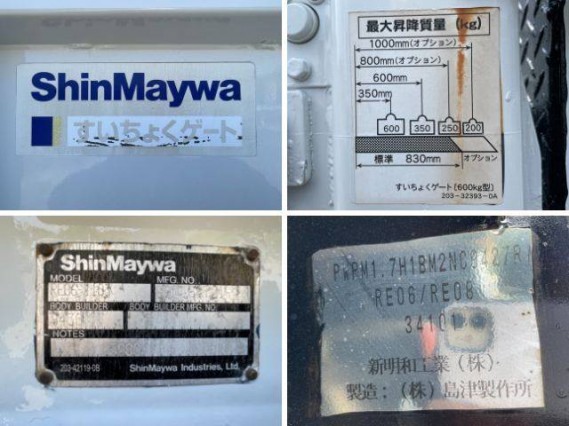 ShinMaywa
すいちょくゲート
最大昇降質量 (kg)
1000mm(オプション)
800mm(オプション)
600mm
350mm
600 350 250 200
標準 830mm オプション
すいちょくゲート[600kg型]
203-32393-DA
ShinMaywa
MODEL MFG. NO.
BODY BUILDER BODY BUILDER MFG. NO.
NOTES
203-42119-0B ShinMaywa Industries, Ltd.
RE06/RE08
34101
新明和工業(株)
製造:(株)島津製作所